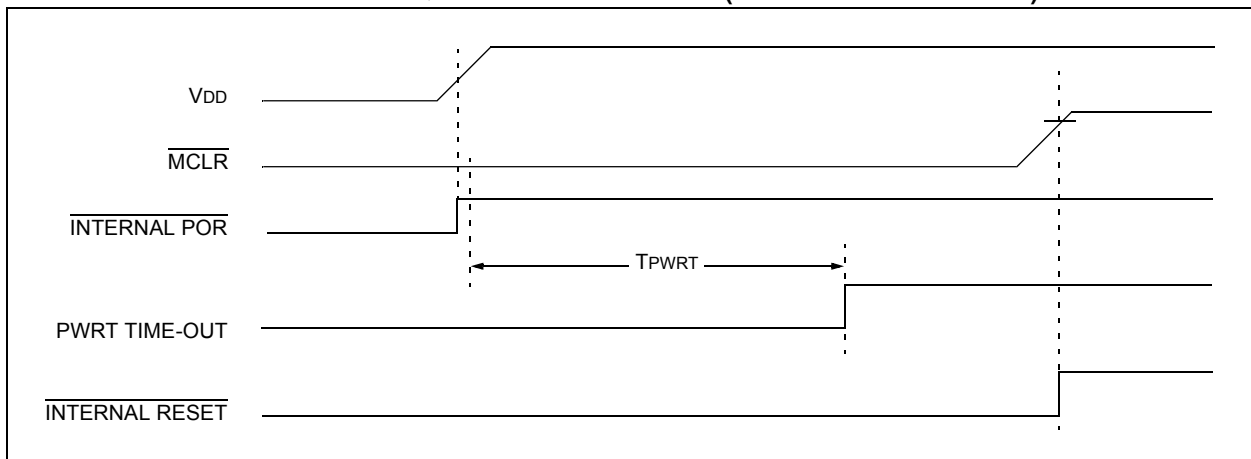 VDD
MCLR
INTERNAL POR
TPWRT
PWRT TIME-OUT
INTERNAL RESET